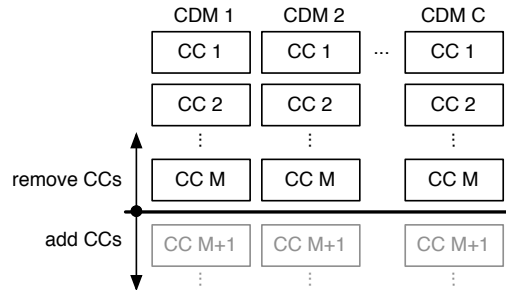 CDM 1 CDM 2 CDM C
CC 1 CC 1 ... CC 1
CC 2 CC 2 CC 2
⋮ ⋮ ⋮
remove CCs CC M CC M CC M
add CCs CC M+1 CC M+1 CC M+1
⋮ ⋮ ⋮